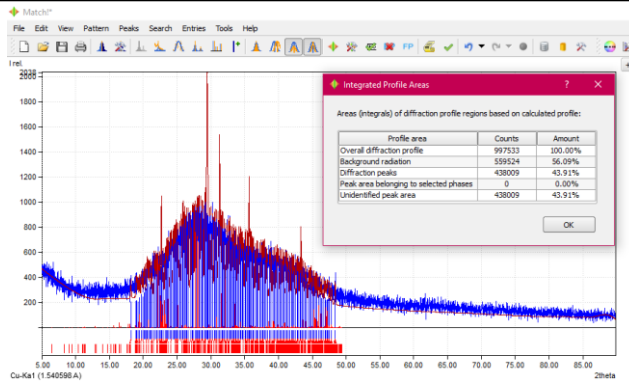 Match!*
File Edit View Pattern Peaks Search Entries Tools Help
I rel.
2038
2000
1800
1600
1400
1200
1000
800
600
400
200
5.00 10.00 15.00 20.00 25.00 30.00 35.00 40.00 45.00 50.00 55.00 60.00 65.00 70.00 75.00 80.00 85.00
Cu-Ka1 (1.540598 A) 2theta
Integrated Profile Areas ? ×
Areas (integrals) of diffraction profile regions based on calculated profile:
Profile area Counts Amount
Overall diffraction profile 997533 100.00%
Background radiation 559524 56.09%
Diffraction peaks 438009 43.91%
Peak area belonging to selected phases 0 0.00%
Unidentified peak area 438009 43.91%
OK